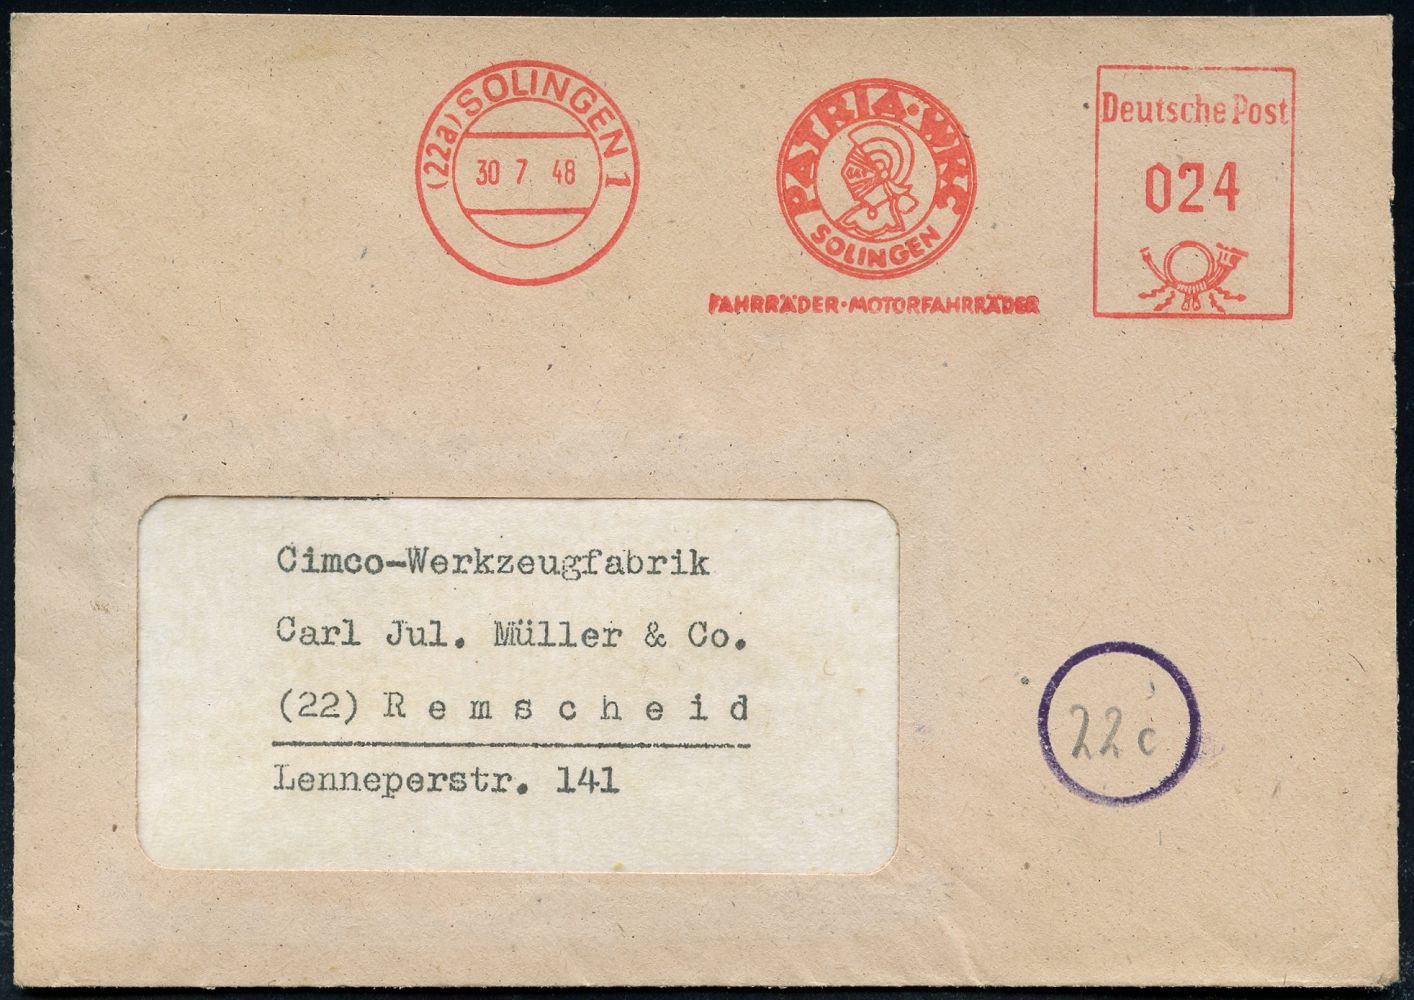 (22a) SOLINGEN 1
30 7 48
PATRIA·WKC
SOLINGEN
FAHRRÄDER·MOTORFAHRRÄDER
Deutsche Post
024
Cimco-Werkzeugfabrik
Carl Jul. Müller & Co.
(22) Remscheid
Lenneperstr. 141
22c